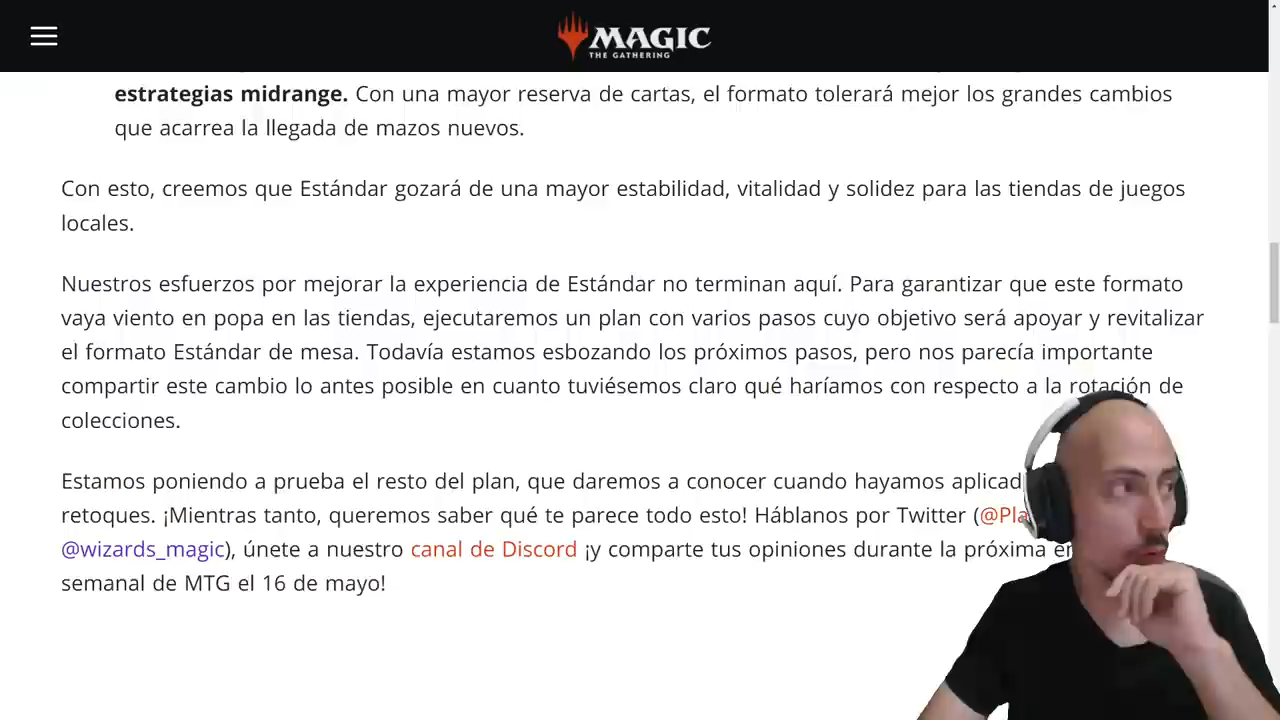 MAGIC
THE GATHERING
estrategias midrange. Con una mayor reserva de cartas, el formato tolerará mejor los grandes cambios
que acarrea la llegada de mazos nuevos.
Con esto, creemos que Estándar gozará de una mayor estabilidad, vitalidad y solidez para las tiendas de juegos
locales.
Nuestros esfuerzos por mejorar la experiencia de Estándar no terminan aquí. Para garantizar que este formato
vaya viento en popa en las tiendas, ejecutaremos un plan con varios pasos cuyo objetivo será apoyar y revitalizar
el formato Estándar de mesa. Todavía estamos esbozando los próximos pasos, pero nos parecía importante
compartir este cambio lo antes posible en cuanto tuviésemos claro qué haríamos con respecto a la rotación de
colecciones.
Estamos poniendo a prueba el resto del plan, que daremos a conocer cuando hayamos
retoques. ¡Mientras tanto, queremos saber qué te parece todo esto! Háblanos por Twitter
@wizards_magic), únete a nuestro canal de Discord ¡y comparte tus opiniones durante la próxima
semanal de MTG el 16 de mayo!